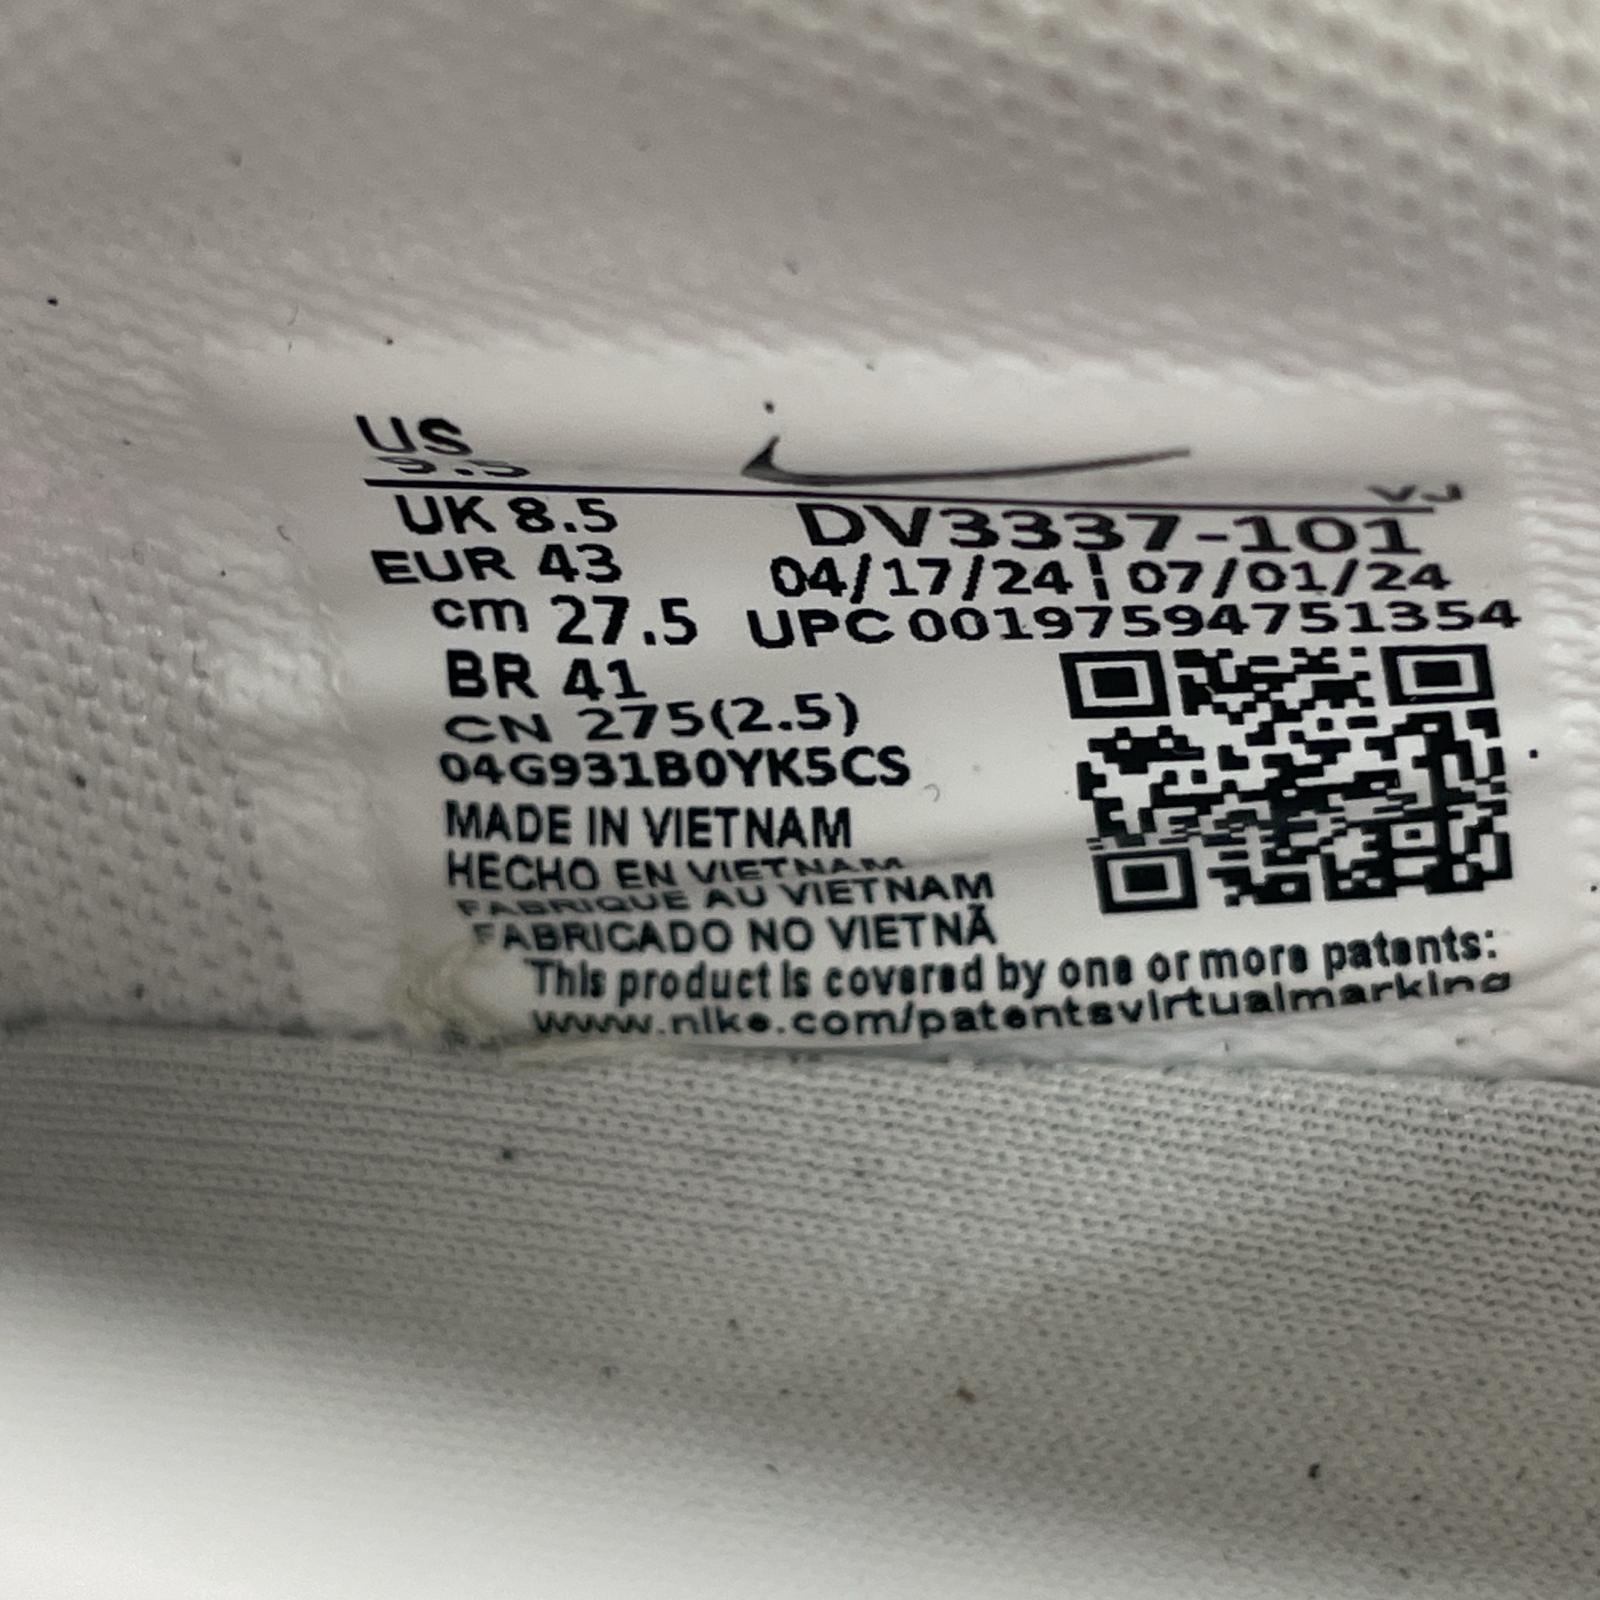 US
9.5
VJ
UK 8.5
DV3337-101
EUR 43
04/17/24 ¦ 07/01/24
cm 27.5
UPC 00197594751354
BR 41
CN 275(2.5)
04G931B0YK5CS
MADE IN VIETNAM
HECHO EN VIETNAM
FABRIQUE AU VIETNAM
FABRICADO NO VIETNÃ
This product is covered by one or more patents:
www.nike.com/patentsvirtualmarking